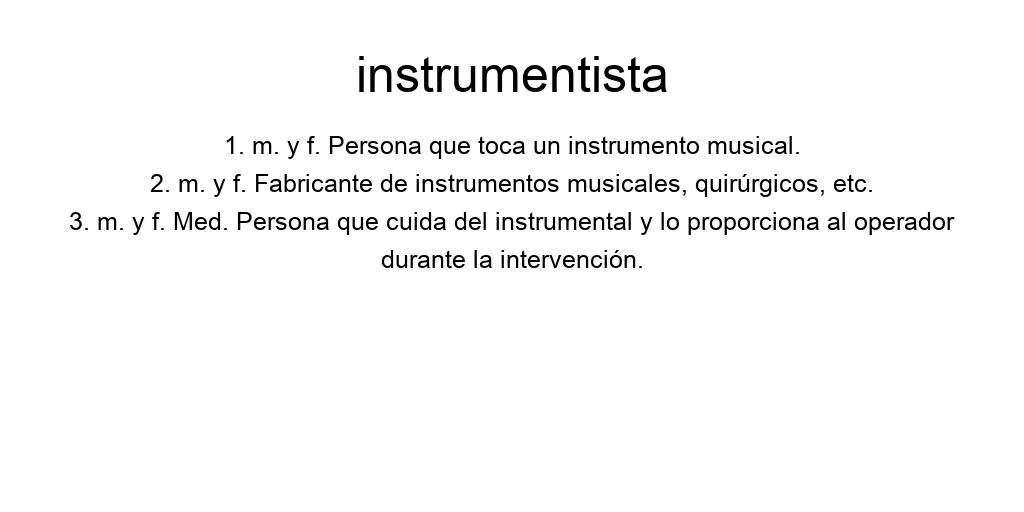 instrumentista
1. m. y f. Persona que toca un instrumento musical.
2. m. y f. Fabricante de instrumentos musicales, quirúrgicos, etc.
3. m. y f. Med. Persona que cuida del instrumental y lo proporciona al operador
durante la intervención.